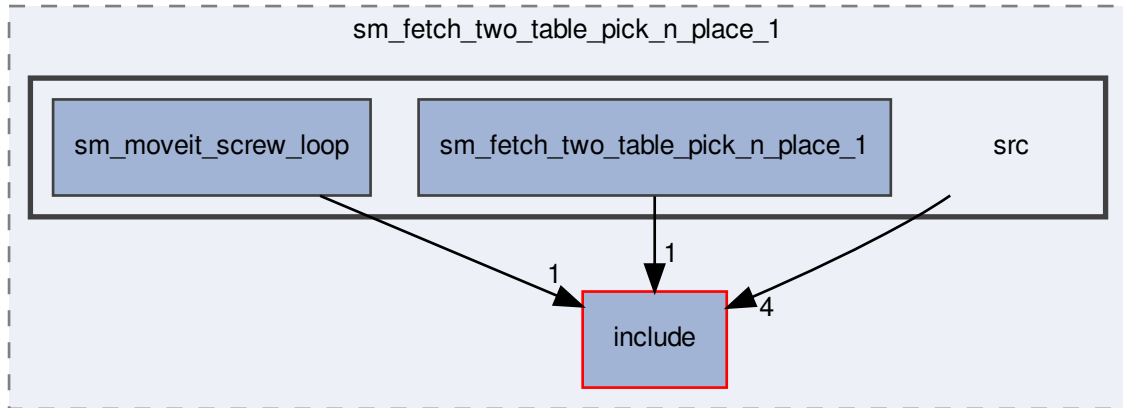 sm_fetch_two_table_pick_n_place_1
sm_moveit_screw_loop
sm_fetch_two_table_pick_n_place_1
src
1
1
4
include